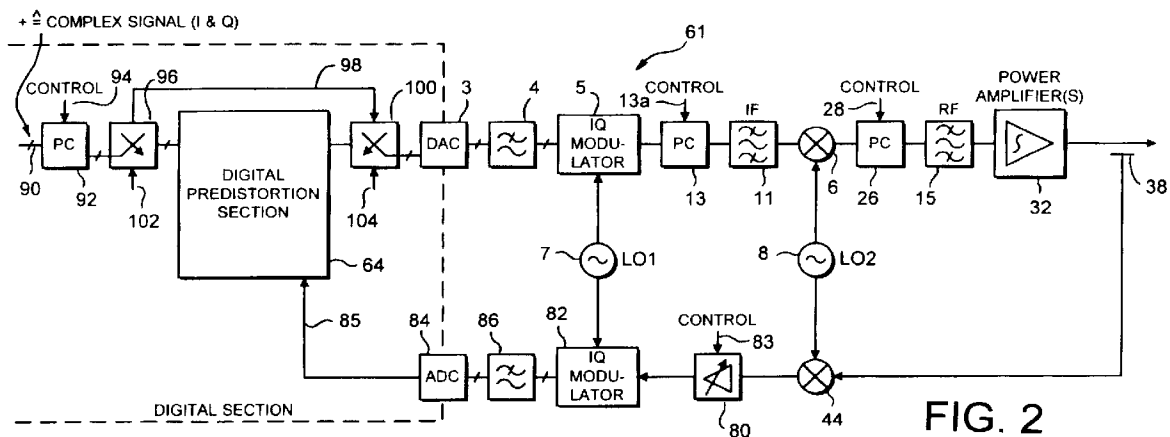 + ≙ COMPLEX SIGNAL (I & Q)
61
CONTROL
94
96
98
100
3
4
5
13a
CONTROL
IF
28
CONTROL
RF
POWER
AMPLIFIER(S)
PC
DIGITAL
PREDISTORTION
SECTION
DAC
IQ
MODU-
LATOR
PC
PC
90
92
102
104
13
11
6
26
15
32
38
64
7
LO1
8
LO2
85
84
86
82
CONTROL
83
ADC
IQ
MODU-
LATOR
80
44
DIGITAL SECTION
FIG. 2